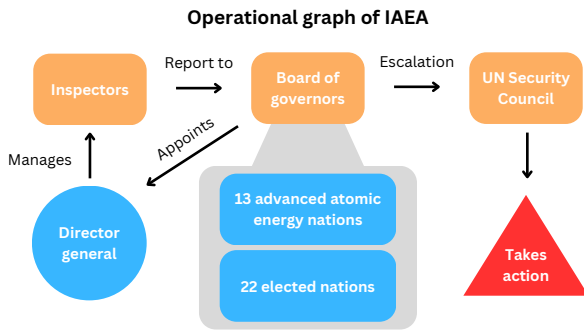 Operational graph of IAEA
Inspectors
Report to
Board of
governors
Escalation
UN Security
Council
Manages
Appoints
Director
general
13 advanced atomic
energy nations
22 elected nations
Takes
action